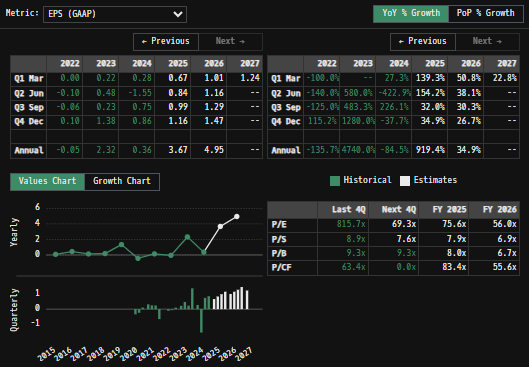 Metric: EPS (GAAP) YoY % Growth PoP % Growth
← Previous Next → ← Previous Next →
2022 2023 2024 2025 2026 2027
Q1 Mar 0.00 0.22 0.28 0.67 1.01 1.24
Q2 Jun -0.10 0.48 -1.55 0.84 1.16 --
Q3 Sep -0.06 0.23 0.75 0.99 1.29 --
Q4 Dec 0.10 1.38 0.86 1.16 1.47 --
Annual -0.05 2.32 0.36 3.67 4.95 --
2022 2023 2024 2025 2026 2027
Q1 Mar -100.0% -- 27.3% 139.3% 50.8% 22.8%
Q2 Jun -140.0% 580.0% -422.9% 154.2% 38.1% --
Q3 Sep -125.0% 483.3% 226.1% 32.0% 30.3% --
Q4 Dec 115.2% 1280.0% -37.7% 34.9% 26.7% --
Annual -135.7% 4740.0% -84.5% 919.4% 34.9% --
Values Chart Growth Chart Historical Estimates
Yearly
6
4
2
0
Quarterly
1
0
-1
2015 2016 2017 2018 2019 2020 2021 2022 2023 2024 2025 2026 2027
Last 4Q Next 4Q FY 2025 FY 2026
P/E 815.7x 69.3x 75.6x 56.0x
P/S 8.9x 7.6x 7.9x 6.9x
P/B 9.3x 9.3x 8.0x 6.7x
P/CF 63.4x 0.0x 83.4x 55.6x